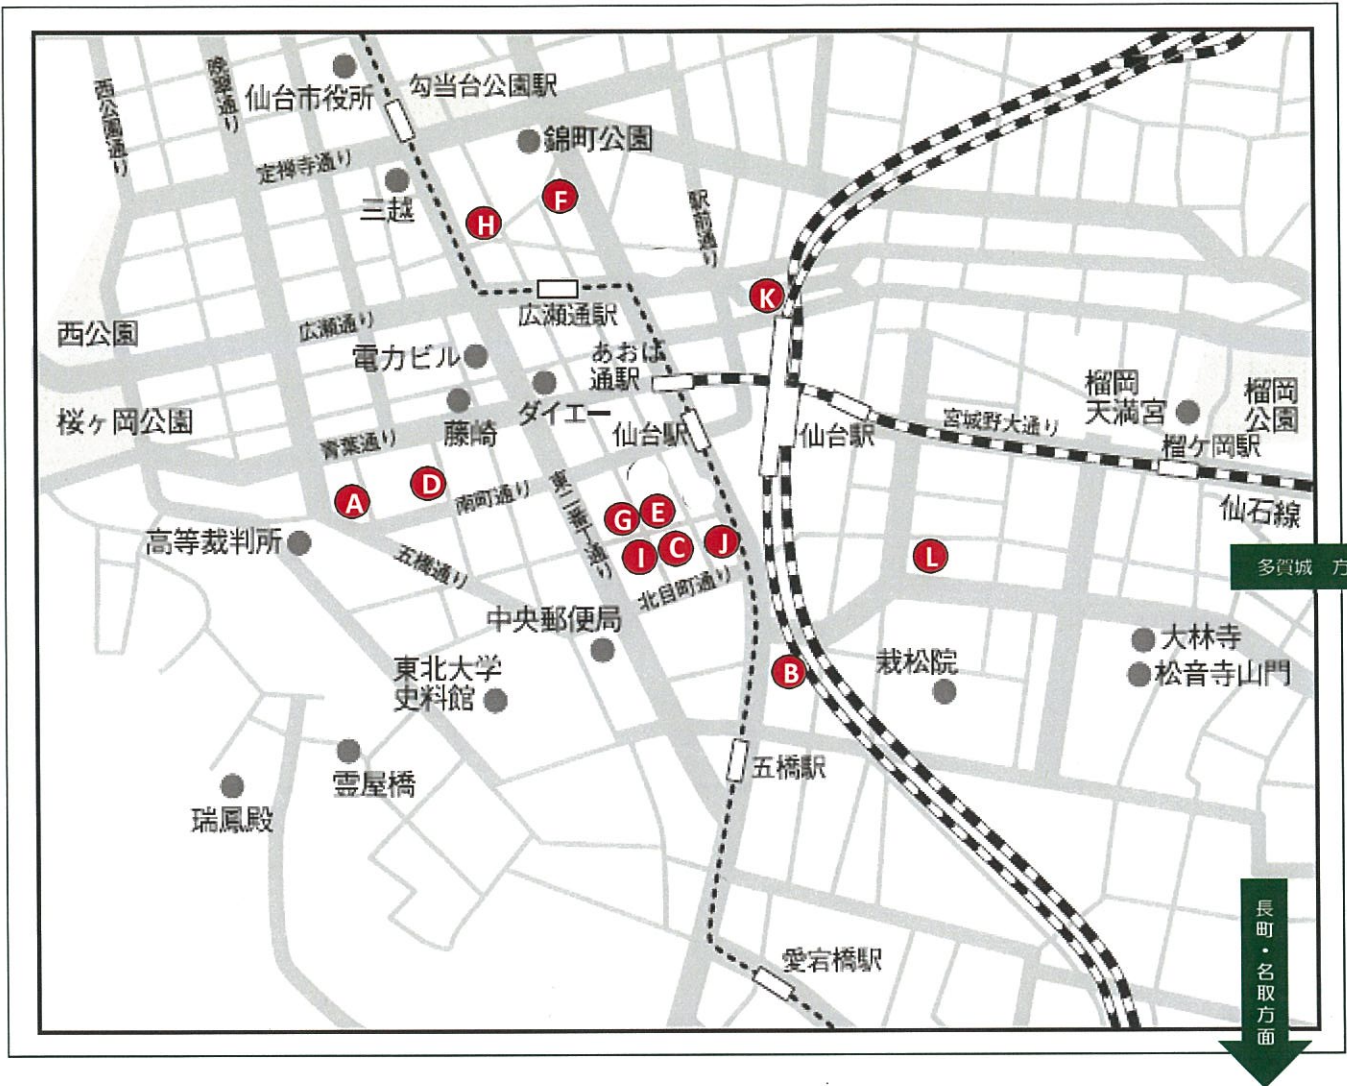 西公園通り
晩翠通り
仙台市役所
勾当台公園駅
錦町公園
定禅寺通り
三越
F
H
駅前通り
K
広瀬通駅
広瀬通り
西公園
電力ビル
あおば
通駅
ダイエー
藤崎
桜ヶ岡公園
青葉通り
仙台駅
仙台駅
宮城野大通り
榴岡
天満宮
榴岡
公園
榴ケ岡駅
仙石線
A
D
南町通り
東二番丁通り
G
E
I
C
J
L
高等裁判所
五橋通り
北目町通り
多賀城 方
中央郵便局
東北大学
史料館
B
栽松院
大林寺
松音寺山門
霊屋橋
瑞鳳殿
五橋駅
愛宕橋駅
長町・名取方面